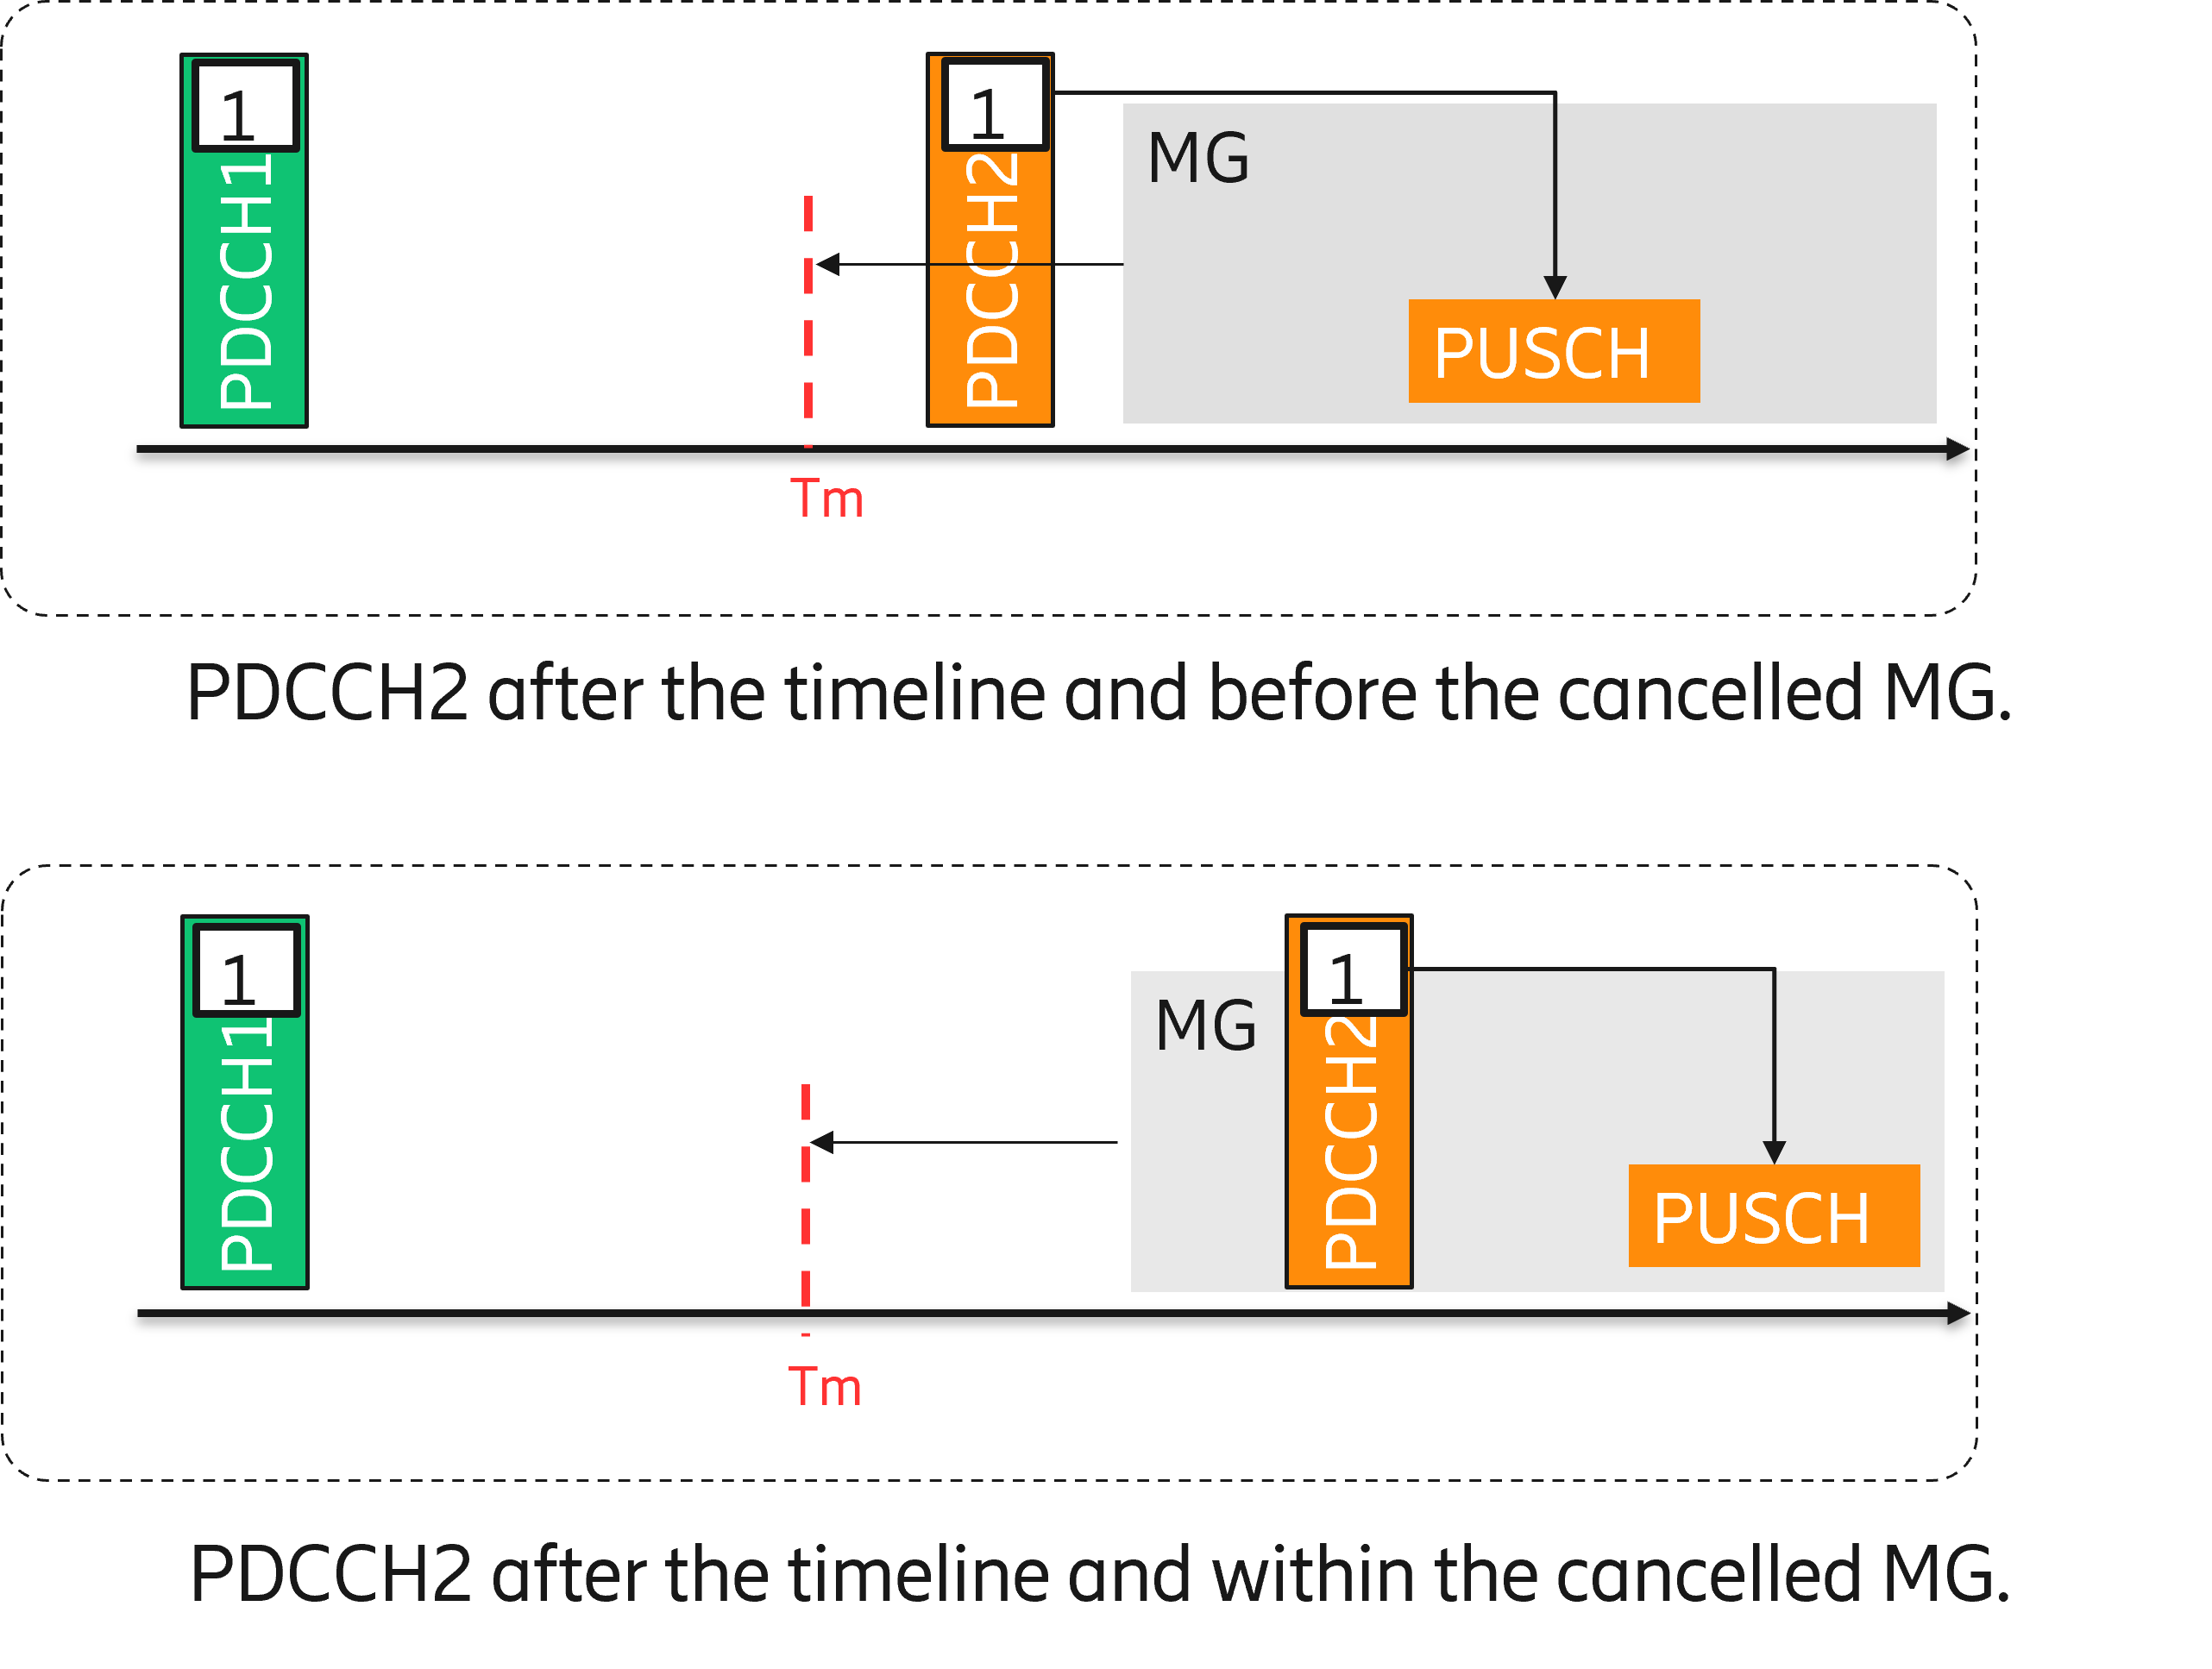 1
PDCCH1
1
PDCCH2
MG
PUSCH
Tm
PDCCH2 after the timeline and before the cancelled MG.
1
PDCCH1
MG
1
PDCCH2
PUSCH
Tm
PDCCH2 after the timeline and within the cancelled MG.